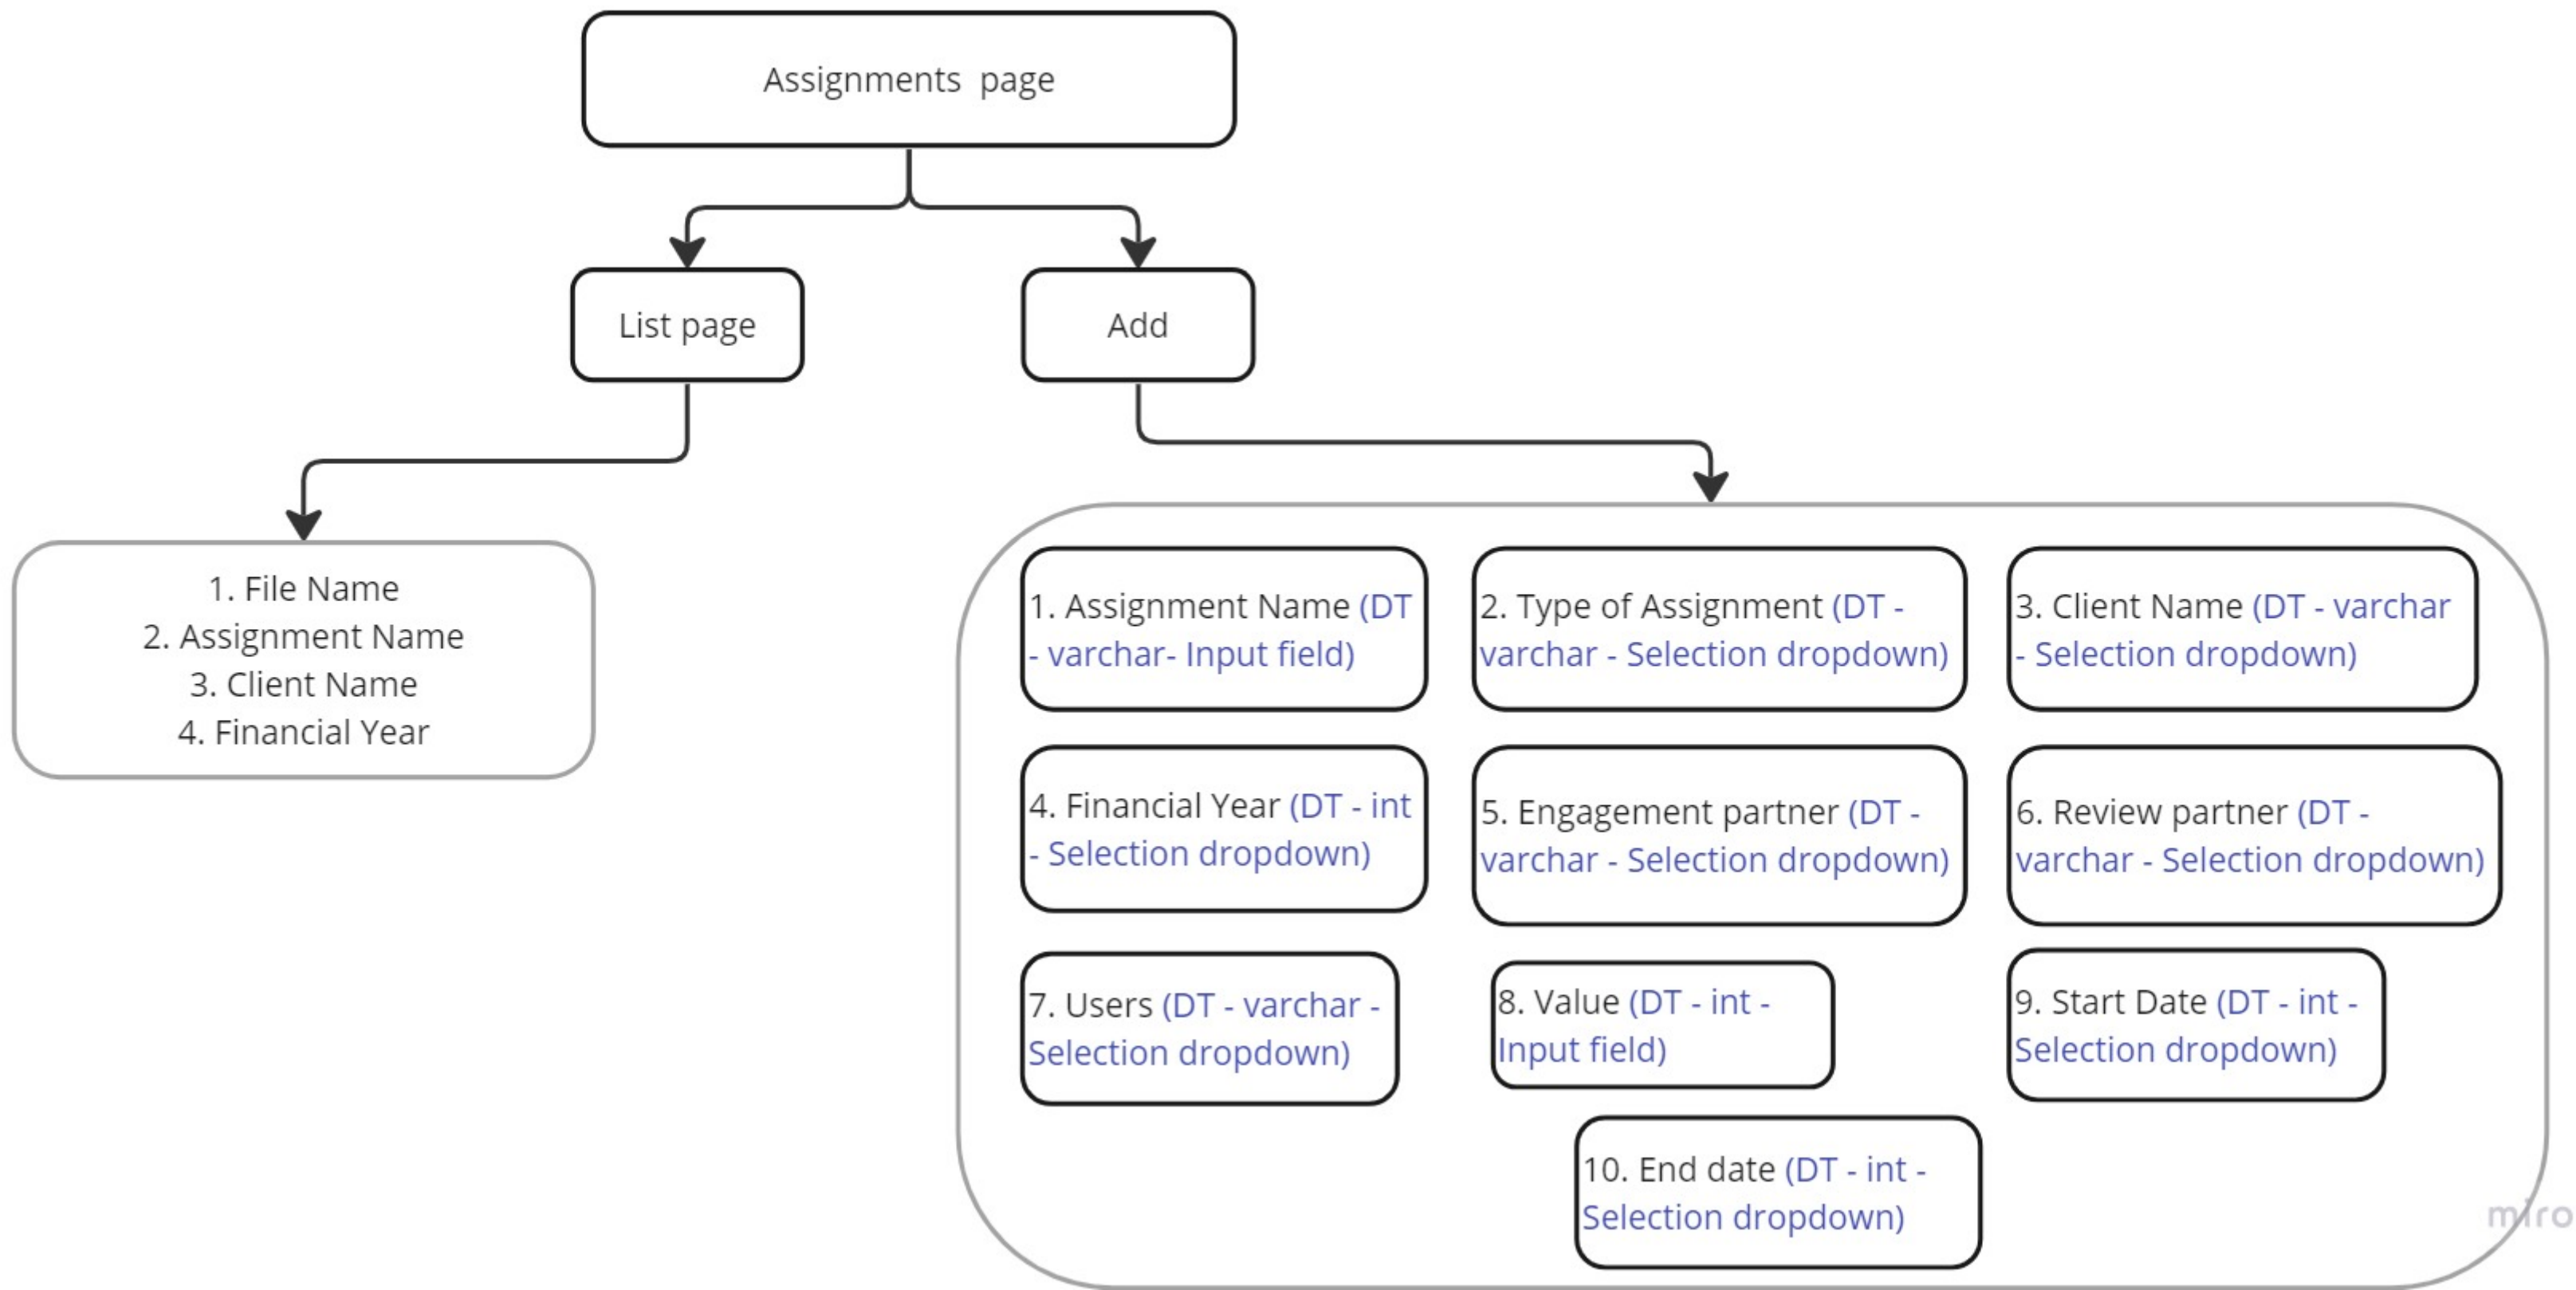 Assignments  page
List page
Add
1. File Name
2. Assignment Name
3. Client Name
4. Financial Year
1. Assignment Name (DT
- varchar- Input field)
2. Type of Assignment (DT -
varchar - Selection dropdown)
3. Client Name (DT - varchar
- Selection dropdown)
4. Financial Year (DT - int
- Selection dropdown)
5. Engagement partner (DT -
varchar - Selection dropdown)
6. Review partner (DT -
varchar - Selection dropdown)
7. Users (DT - varchar -
Selection dropdown)
8. Value (DT - int -
Input field)
9. Start Date (DT - int -
Selection dropdown)
10. End date (DT - int -
Selection dropdown)
miro